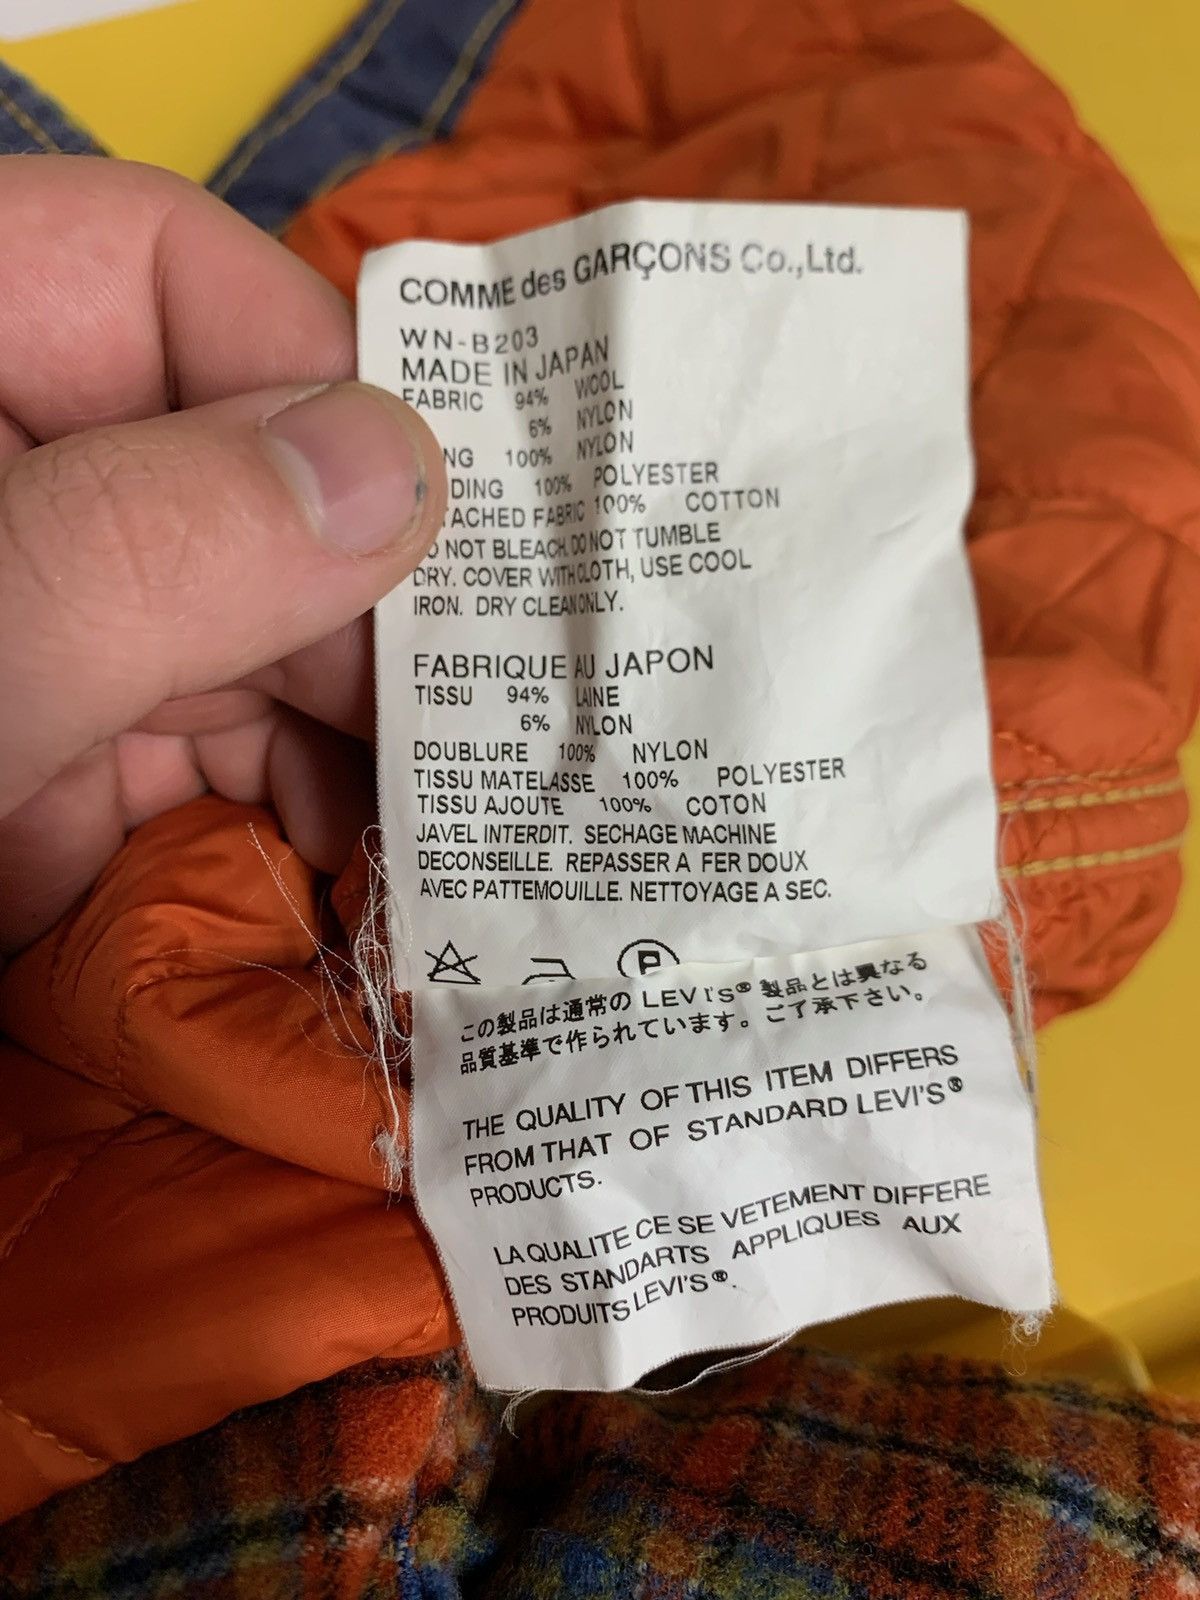 COMME des GARÇONS Co.,Ltd.
WN-B203
MADE IN JAPAN
FABRIC 94% WOOL
6% NYLON
NG 100% NYLON
DING 100% POLYESTER
TACHED FABRIC 100% COTTON
O NOT BLEACH. DO NOT TUMBLE
DRY. COVER WITH CLOTH, USE COOL
IRON. DRY CLEAN ONLY.
FABRIQUE AU JAPON
TISSU 94% LAINE
6% NYLON
DOUBLURE 100% NYLON
TISSU MATELASSE 100% POLYESTER
TISSU AJOUTE 100% COTON
JAVEL INTERDIT. SECHAGE MACHINE
DECONSEILLE. REPASSER A FER DOUX
AVEC PATTEMOUILLE. NETTOYAGE A SEC.
P
この製品は通常の LEVI'S® 製品とは異なる
品質基準で作られています。ご了承下さい。
THE QUALITY OF THIS ITEM DIFFERS
FROM THAT OF STANDARD LEVI'S®
PRODUCTS.
LA QUALITE CE SE VETEMENT DIFFERE
DES STANDARTS APPLIQUES AUX
PRODUITS LEVI'S®.